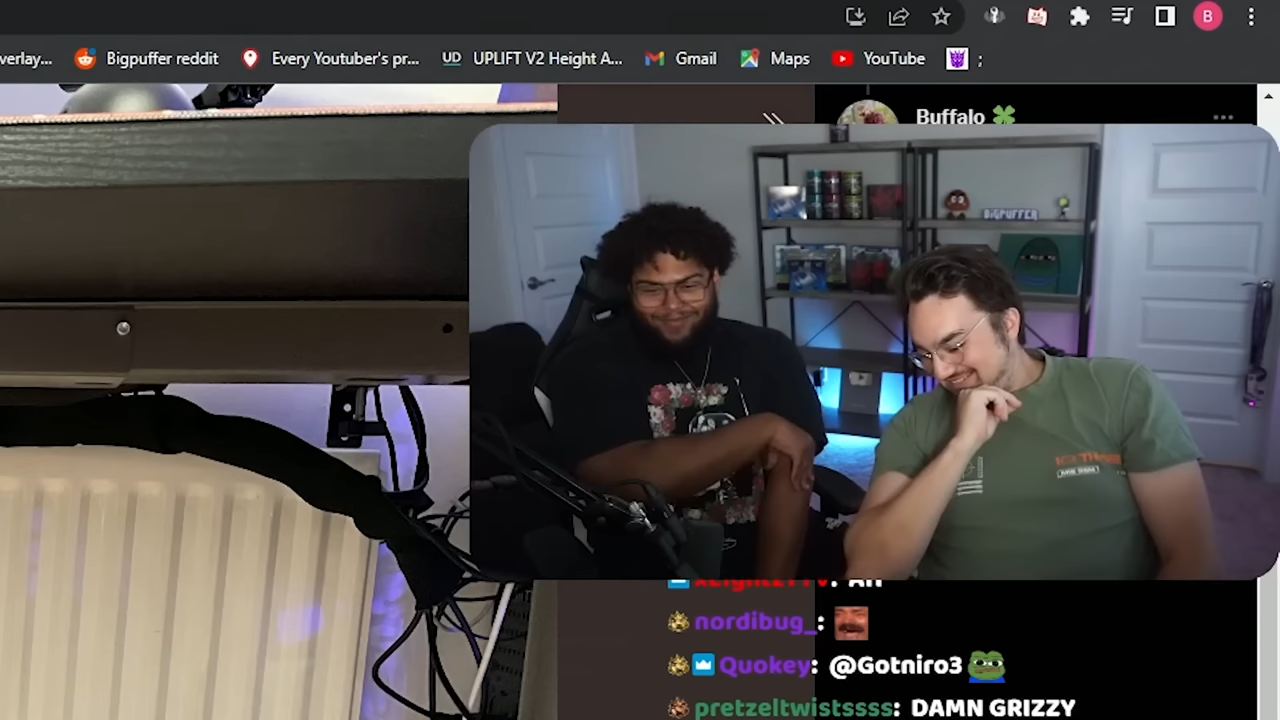 B
verlay...
Bigpuffer reddit
Every Youtuber's pr...
UD UPLIFT V2 Height A...
Gmail
Maps
YouTube
;
Buffalo
BIGPUFFER
nordibug_:
Quokey: @Gotniro3
pretzeltwistssss: DAMN GRIZZY